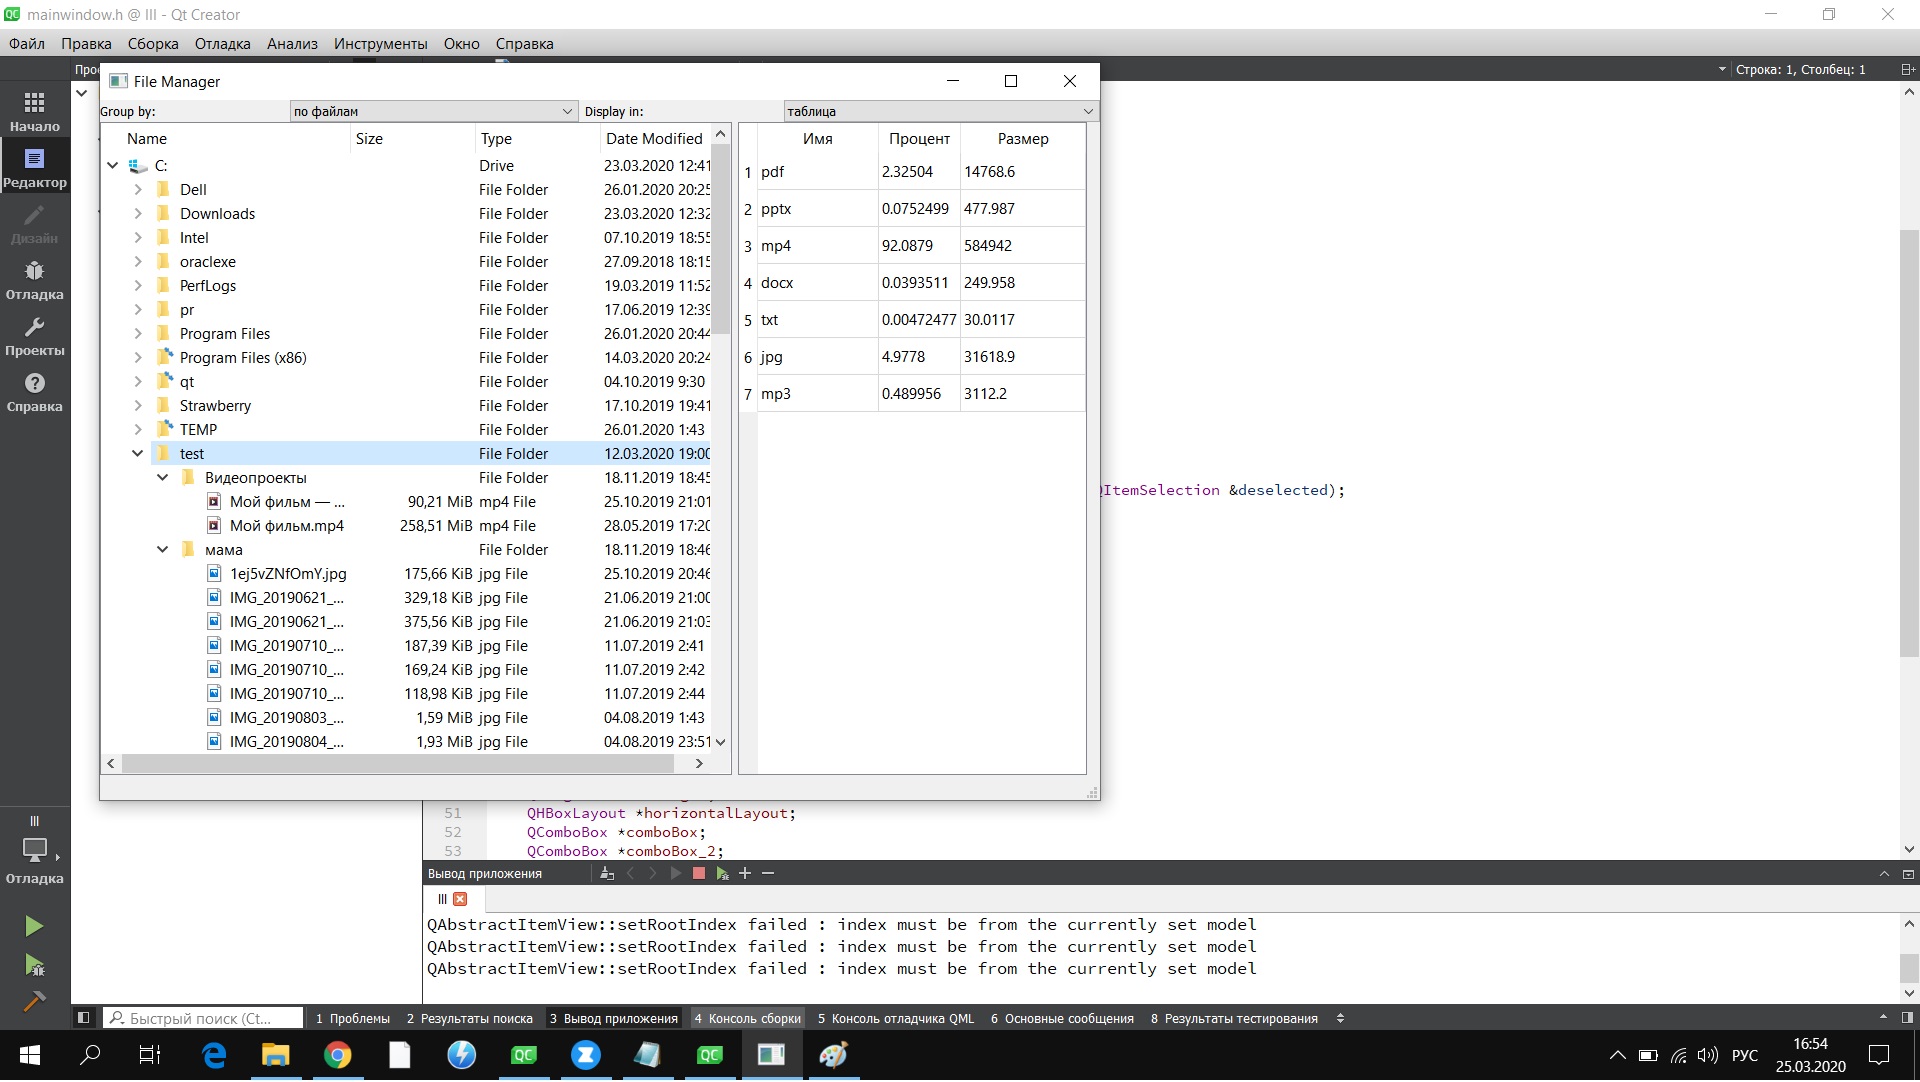 mainwindow.h @ III - Qt Creator
Файл Правка Сборка Отладка Анализ Инструменты Окно Справка
Строка: 1, Столбец: 1
File Manager
Group by: по файлам Display in: таблица
Name Size Type Date Modified
C: Drive 23.03.2020 12:41
Dell File Folder 26.01.2020 20:25
Downloads File Folder 23.03.2020 12:32
Intel File Folder 07.10.2019 18:55
oraclexe File Folder 27.09.2018 18:15
PerfLogs File Folder 19.03.2019 11:52
pr File Folder 17.06.2019 12:39
Program Files File Folder 26.01.2020 20:44
Program Files (x86) File Folder 14.03.2020 20:24
qt File Folder 04.10.2019 9:30
Strawberry File Folder 17.10.2019 19:41
TEMP File Folder 26.01.2020 1:43
test File Folder 12.03.2020 19:00
Видеопроекты File Folder 18.11.2019 18:45
Мой фильм — ... 90,21 MiB mp4 File 25.10.2019 21:01
Мой фильм.mp4 258,51 MiB mp4 File 28.05.2019 17:20
мама File Folder 18.11.2019 18:46
1ej5vZNfOmY.jpg 175,66 KiB jpg File 25.10.2019 20:46
IMG_20190621_... 329,18 KiB jpg File 21.06.2019 21:00
IMG_20190621_... 375,56 KiB jpg File 21.06.2019 21:03
IMG_20190710_... 187,39 KiB jpg File 11.07.2019 2:41
IMG_20190710_... 169,24 KiB jpg File 11.07.2019 2:42
IMG_20190710_... 118,98 KiB jpg File 11.07.2019 2:44
IMG_20190803_... 1,59 MiB jpg File 04.08.2019 1:43
IMG_20190804_... 1,93 MiB jpg File 04.08.2019 23:51
Имя Процент Размер
1 pdf 2.32504 14768.6
2 pptx 0.0752499 477.987
3 mp4 92.0879 584942
4 docx 0.0393511 249.958
5 txt 0.00472477 30.0117
6 jpg 4.9778 31618.9
7 mp3 0.489956 3112.2
Начало
Редактор
Дизайн
Отладка
Проекты
Справка
III
Отладка
QItemSelection &deselected);
51 QHBoxLayout *horizontalLayout;
52 QComboBox *comboBox;
53 QComboBox *comboBox_2;
Вывод приложения
III
QAbstractItemView::setRootIndex failed : index must be from the currently set model
QAbstractItemView::setRootIndex failed : index must be from the currently set model
QAbstractItemView::setRootIndex failed : index must be from the currently set model
Быстрый поиск (Ct... 1 Проблемы 2 Результаты поиска 3 Вывод приложения 4 Консоль сборки 5 Консоль отладчика QML 6 Основные сообщения 8 Результаты тестирования
РУС
16:54
25.03.2020